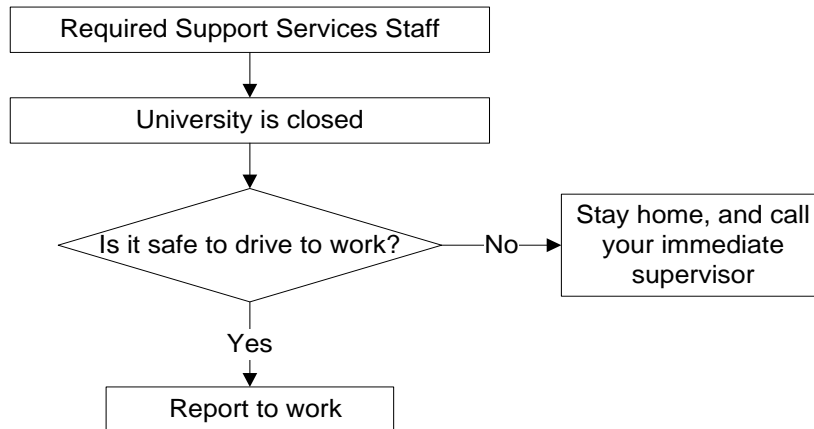 Required Support Services Staff
University is closed
Is it safe to drive to work?
No
Stay home, and call
your immediate
supervisor
Yes
Report to work